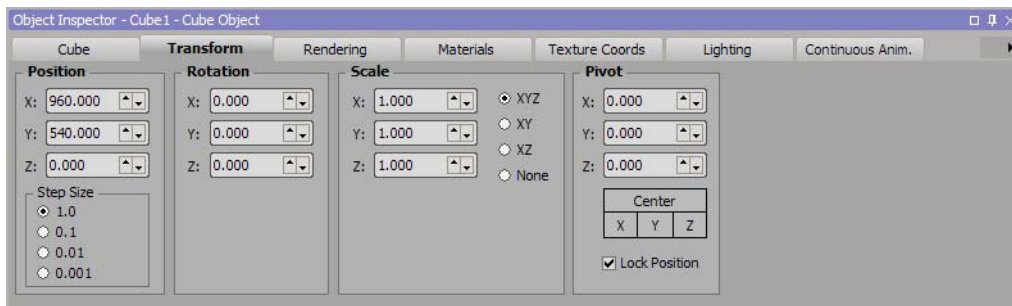 Object Inspector - Cube1 - Cube Object
Cube Transform Rendering Materials Texture Coords Lighting Continuous Anim.
Position Rotation Scale Pivot
X: 960.000 X: 0.000 X: 1.000 XYZ X: 0.000
Y: 540.000 Y: 0.000 Y: 1.000 XY Y: 0.000
Z: 0.000 Z: 0.000 Z: 1.000 XZ Z: 0.000
None
Step Size
1.0
0.1
0.01
0.001
Center
X Y Z
Lock Position